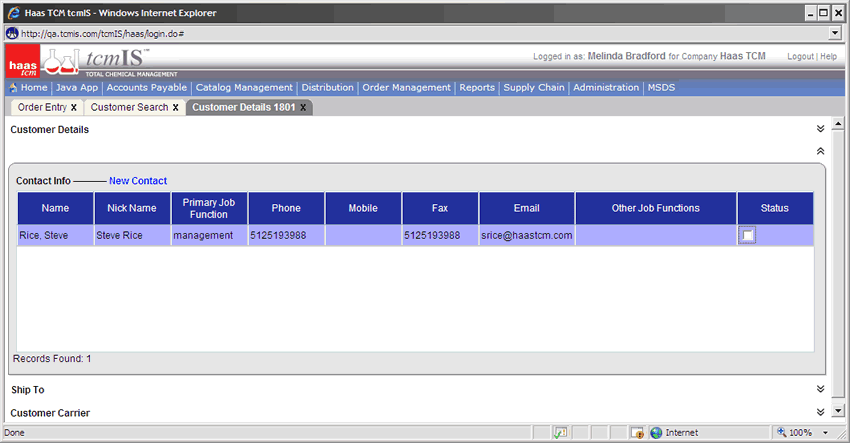 Haas TCM tcmIS - Windows Internet Explorer
http://qa.tcmis.com/tcmIS/haas/login.do#
haas tcm
tcmIS™
TOTAL CHEMICAL MANAGEMENT
Logged in as: Melinda Bradford for Company Haas TCM
Logout | Help
Home | Java App | Accounts Payable | Catalog Management | Distribution | Order Management | Reports | Supply Chain | Administration | MSDS
Order Entry x Customer Search x Customer Details 1801 x
Customer Details
Contact Info New Contact
Name Nick Name Primary Job Function Phone Mobile Fax Email Other Job Functions Status
Rice, Steve Steve Rice management 5125193988 5125193988 srice@haastcm.com
Records Found: 1
Ship To
Customer Carrier
Done Internet 100%